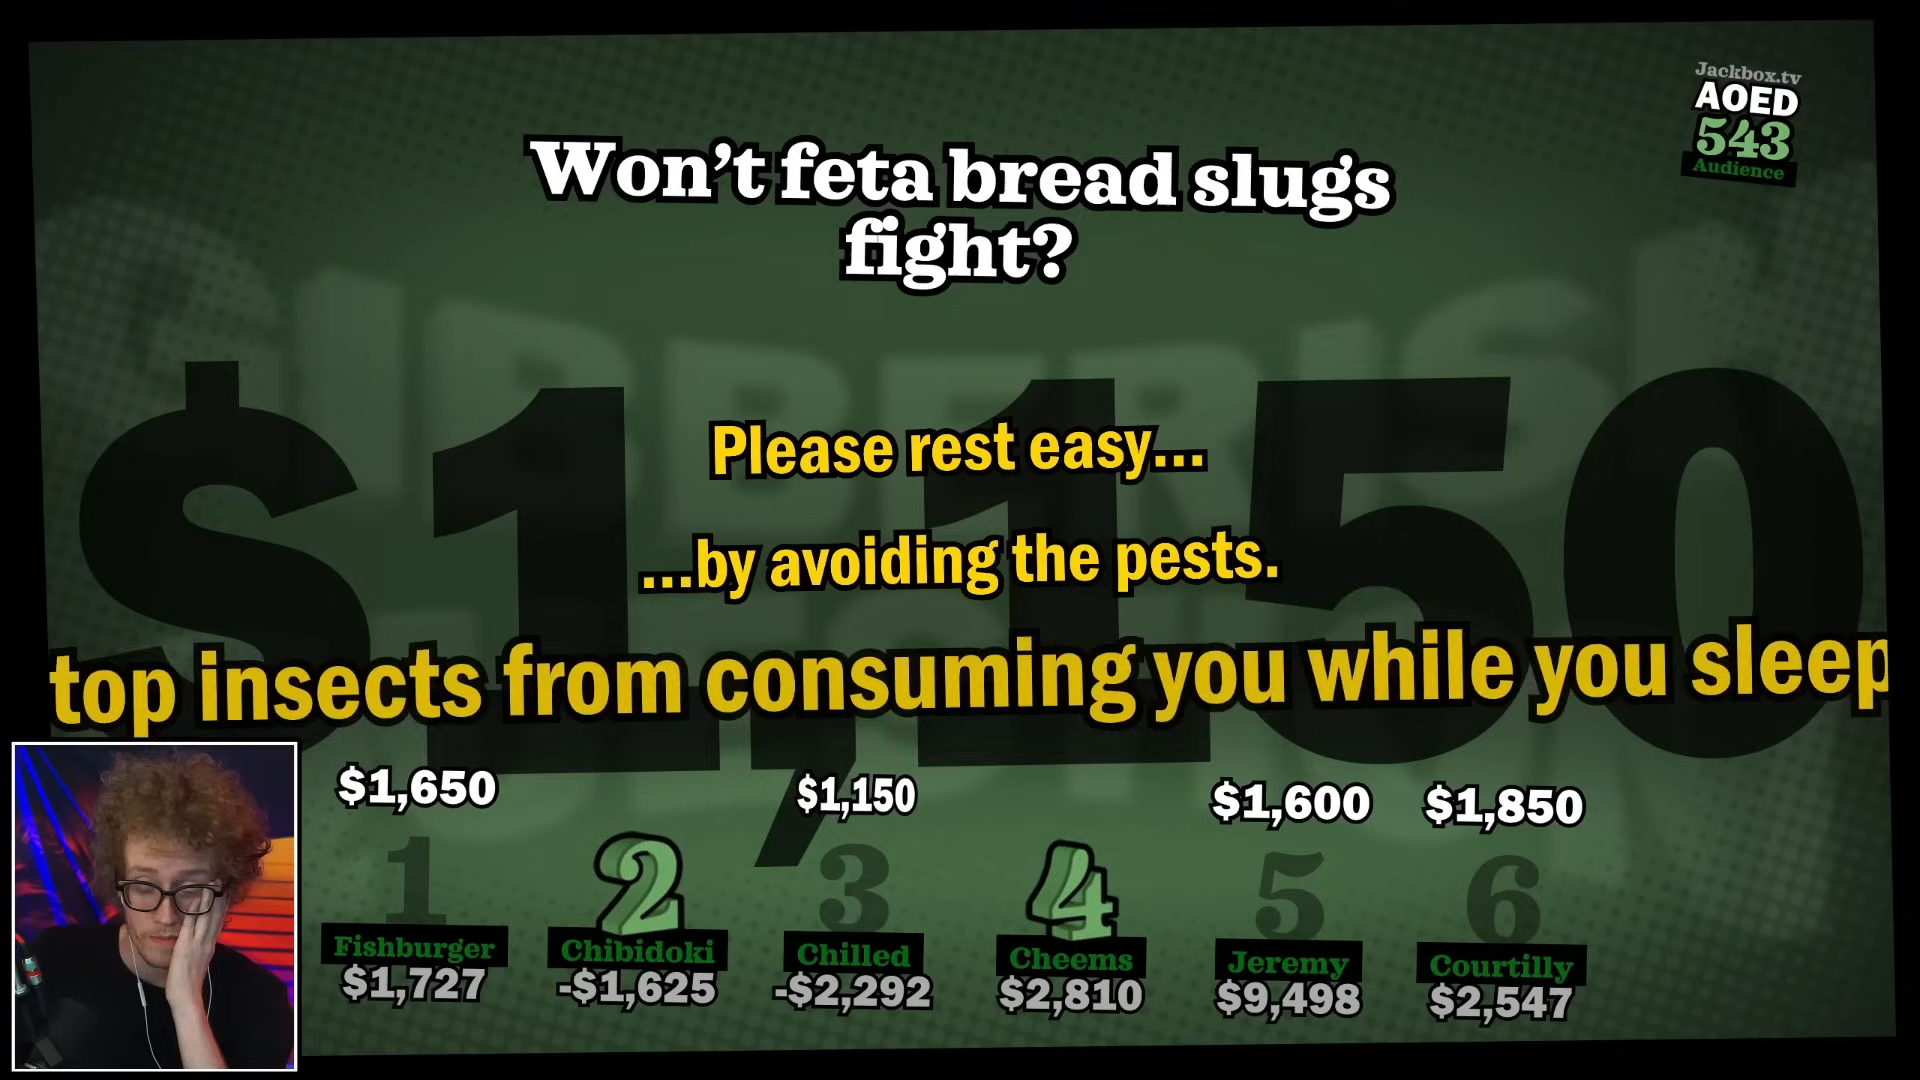 Jackbox.tv
AOED
543
Audience
Won't feta bread slugs
fight?
GIBBERISH
$1,150
Please rest easy...
...by avoiding the pests.
top insects from consuming you while you sleep
$1,650
$1,150
$1,600
$1,850
1
2
3
4
5
6
Fishburger
Chibidoki
Chilled
Cheems
Jeremy
Courtilly
$1,727
-$1,625
-$2,292
$2,810
$9,498
$2,547